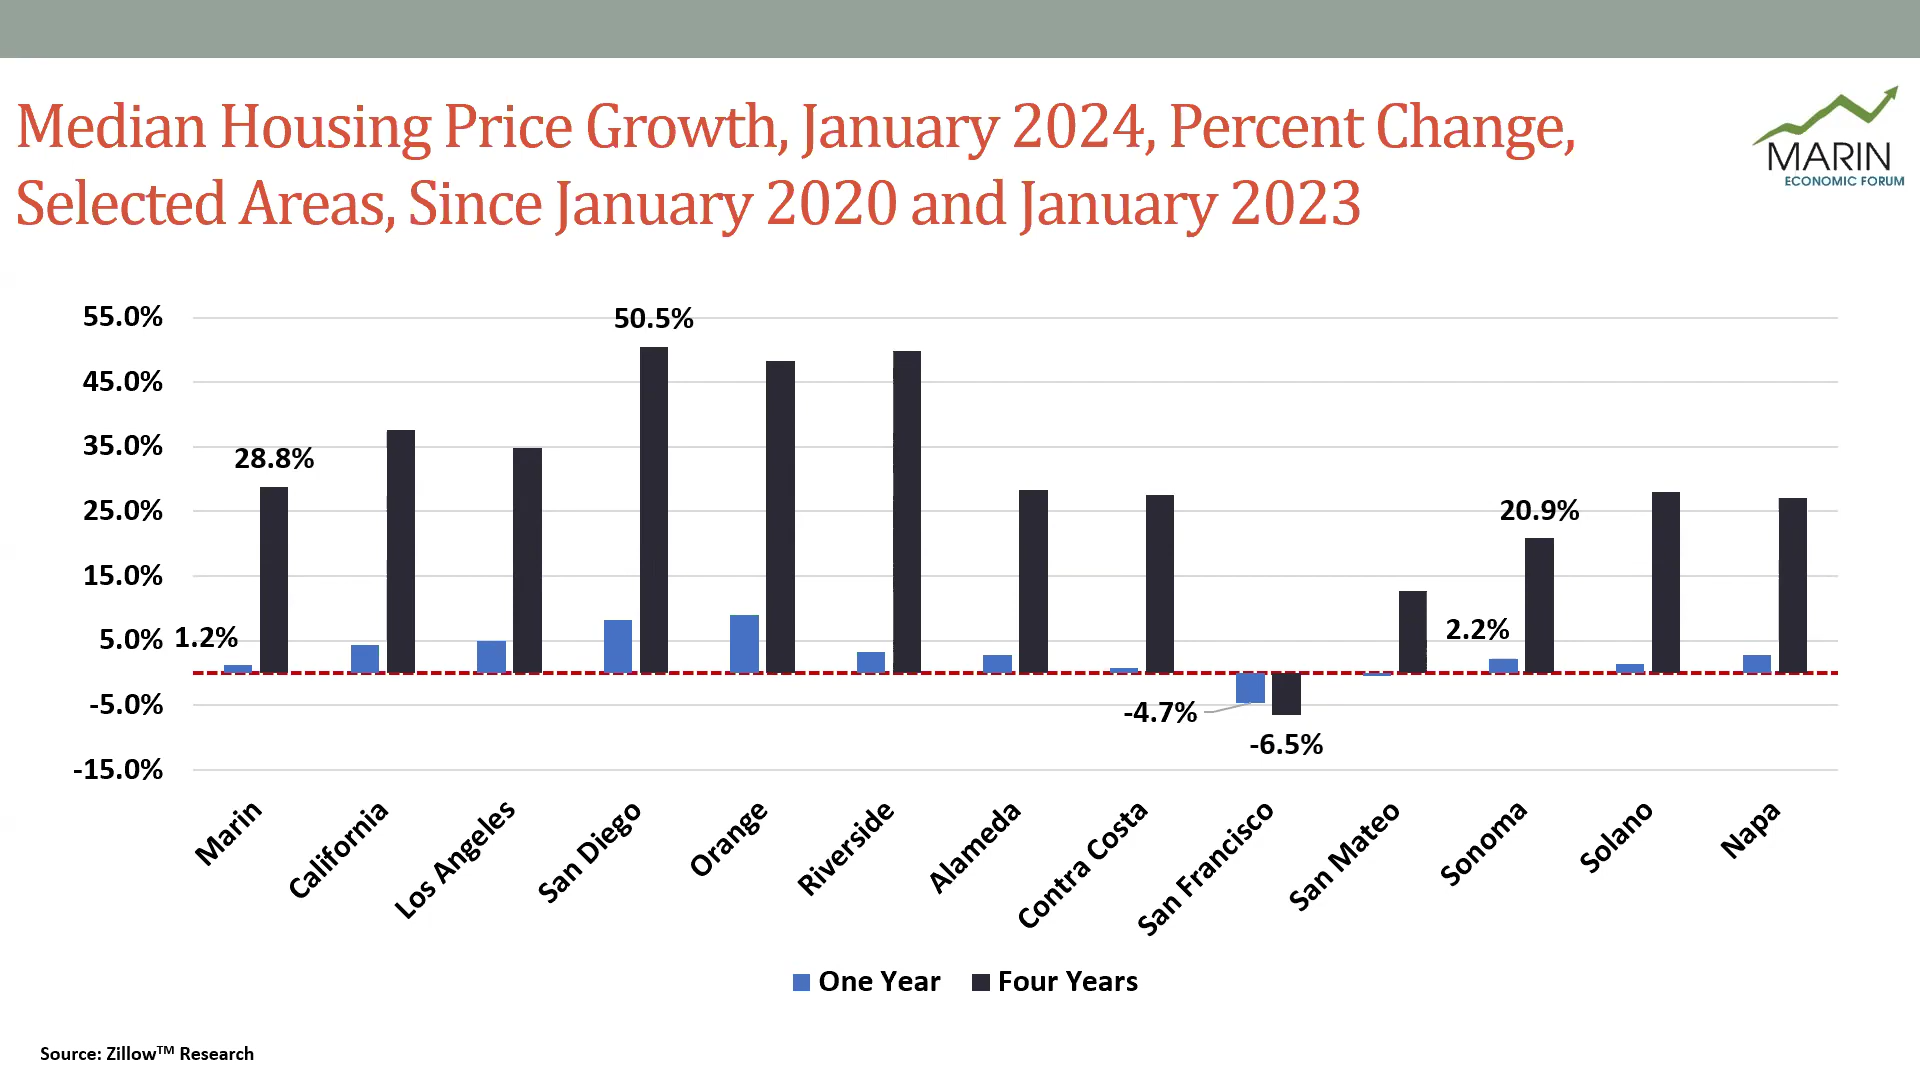 Median Housing Price Growth, January 2024, Percent Change,
Selected Areas, Since January 2020 and January 2023
MARIN
ECONOMIC FORUM
55.0%
45.0%
35.0%
25.0%
15.0%
5.0%
-5.0%
-15.0%
1.2%
28.8%
50.5%
-4.7%
-6.5%
2.2%
20.9%
Marin
California
Los Angeles
San Diego
Orange
Riverside
Alameda
Contra Costa
San Francisco
San Mateo
Sonoma
Solano
Napa
One Year
Four Years
Source: Zillow™ Research